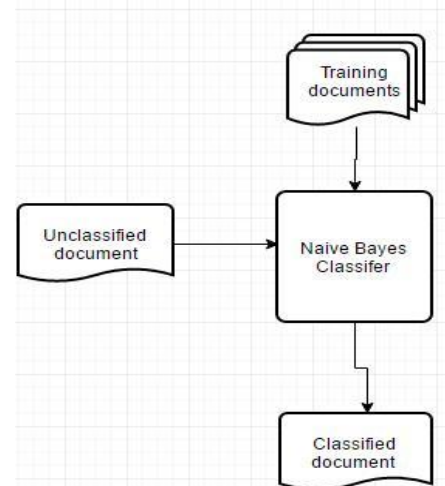 Training
documents
Unclassified
document
Naive Bayes
Classifer
Classified
document